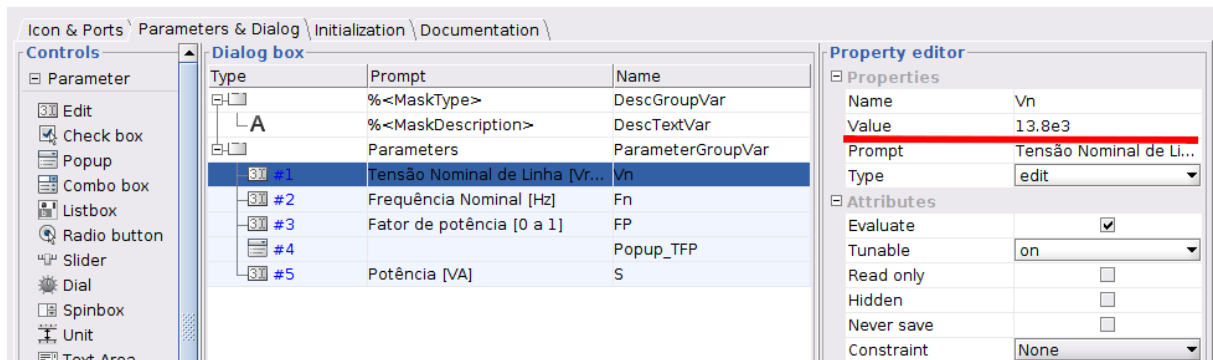 Icon & Ports Parameters & Dialog Initialization Documentation
Controls
Parameter
Edit
Check box
Popup
Combo box
Listbox
Radio button
Slider
Dial
Spinbox
Unit
Text Area
Dialog box
Type Prompt Name
%<MaskType> DescGroupVar
A %<MaskDescription> DescTextVar
Parameters ParameterGroupVar
#1 Tensão Nominal de Linha [Vr... Vn
#2 Frequência Nominal [Hz] Fn
#3 Fator de potência [0 a 1] FP
#4 Popup_TFP
#5 Potência [VA] S
Property editor
Properties
Name Vn
Value 13.8e3
Prompt Tensão Nominal de Li...
Type edit
Attributes
Evaluate
Tunable on
Read only
Hidden
Never save
Constraint None